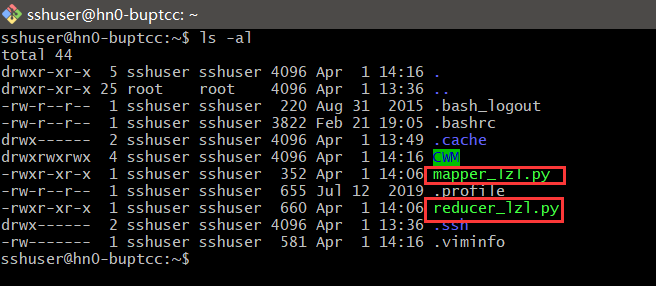 sshuser@hn0-buptcc: ~
sshuser@hn0-buptcc:~$ ls -al
total 44
drwxr-xr-x 5 sshuser sshuser 4096 Apr 1 14:16 .
drwxr-xr-x 25 root root 4096 Apr 1 13:36 ..
-rw-r--r-- 1 sshuser sshuser 220 Aug 31 2015 .bash_logout
-rw-r--r-- 1 sshuser sshuser 3822 Feb 21 19:05 .bashrc
drwx------ 2 sshuser sshuser 4096 Apr 1 13:49 .cache
drwxrwxrwx 4 sshuser sshuser 4096 Apr 1 14:16 CWM
-rwxr-xr-x 1 sshuser sshuser 352 Apr 1 14:06 mapper_lzl.py
-rw-r--r-- 1 sshuser sshuser 655 Jul 12 2019 .profile
-rwxr-xr-x 1 sshuser sshuser 660 Apr 1 14:06 reducer_lzl.py
drwx------ 2 sshuser sshuser 4096 Apr 1 13:36 .ssh
-rw------- 1 sshuser sshuser 581 Apr 1 14:16 .viminfo
sshuser@hn0-buptcc:~$